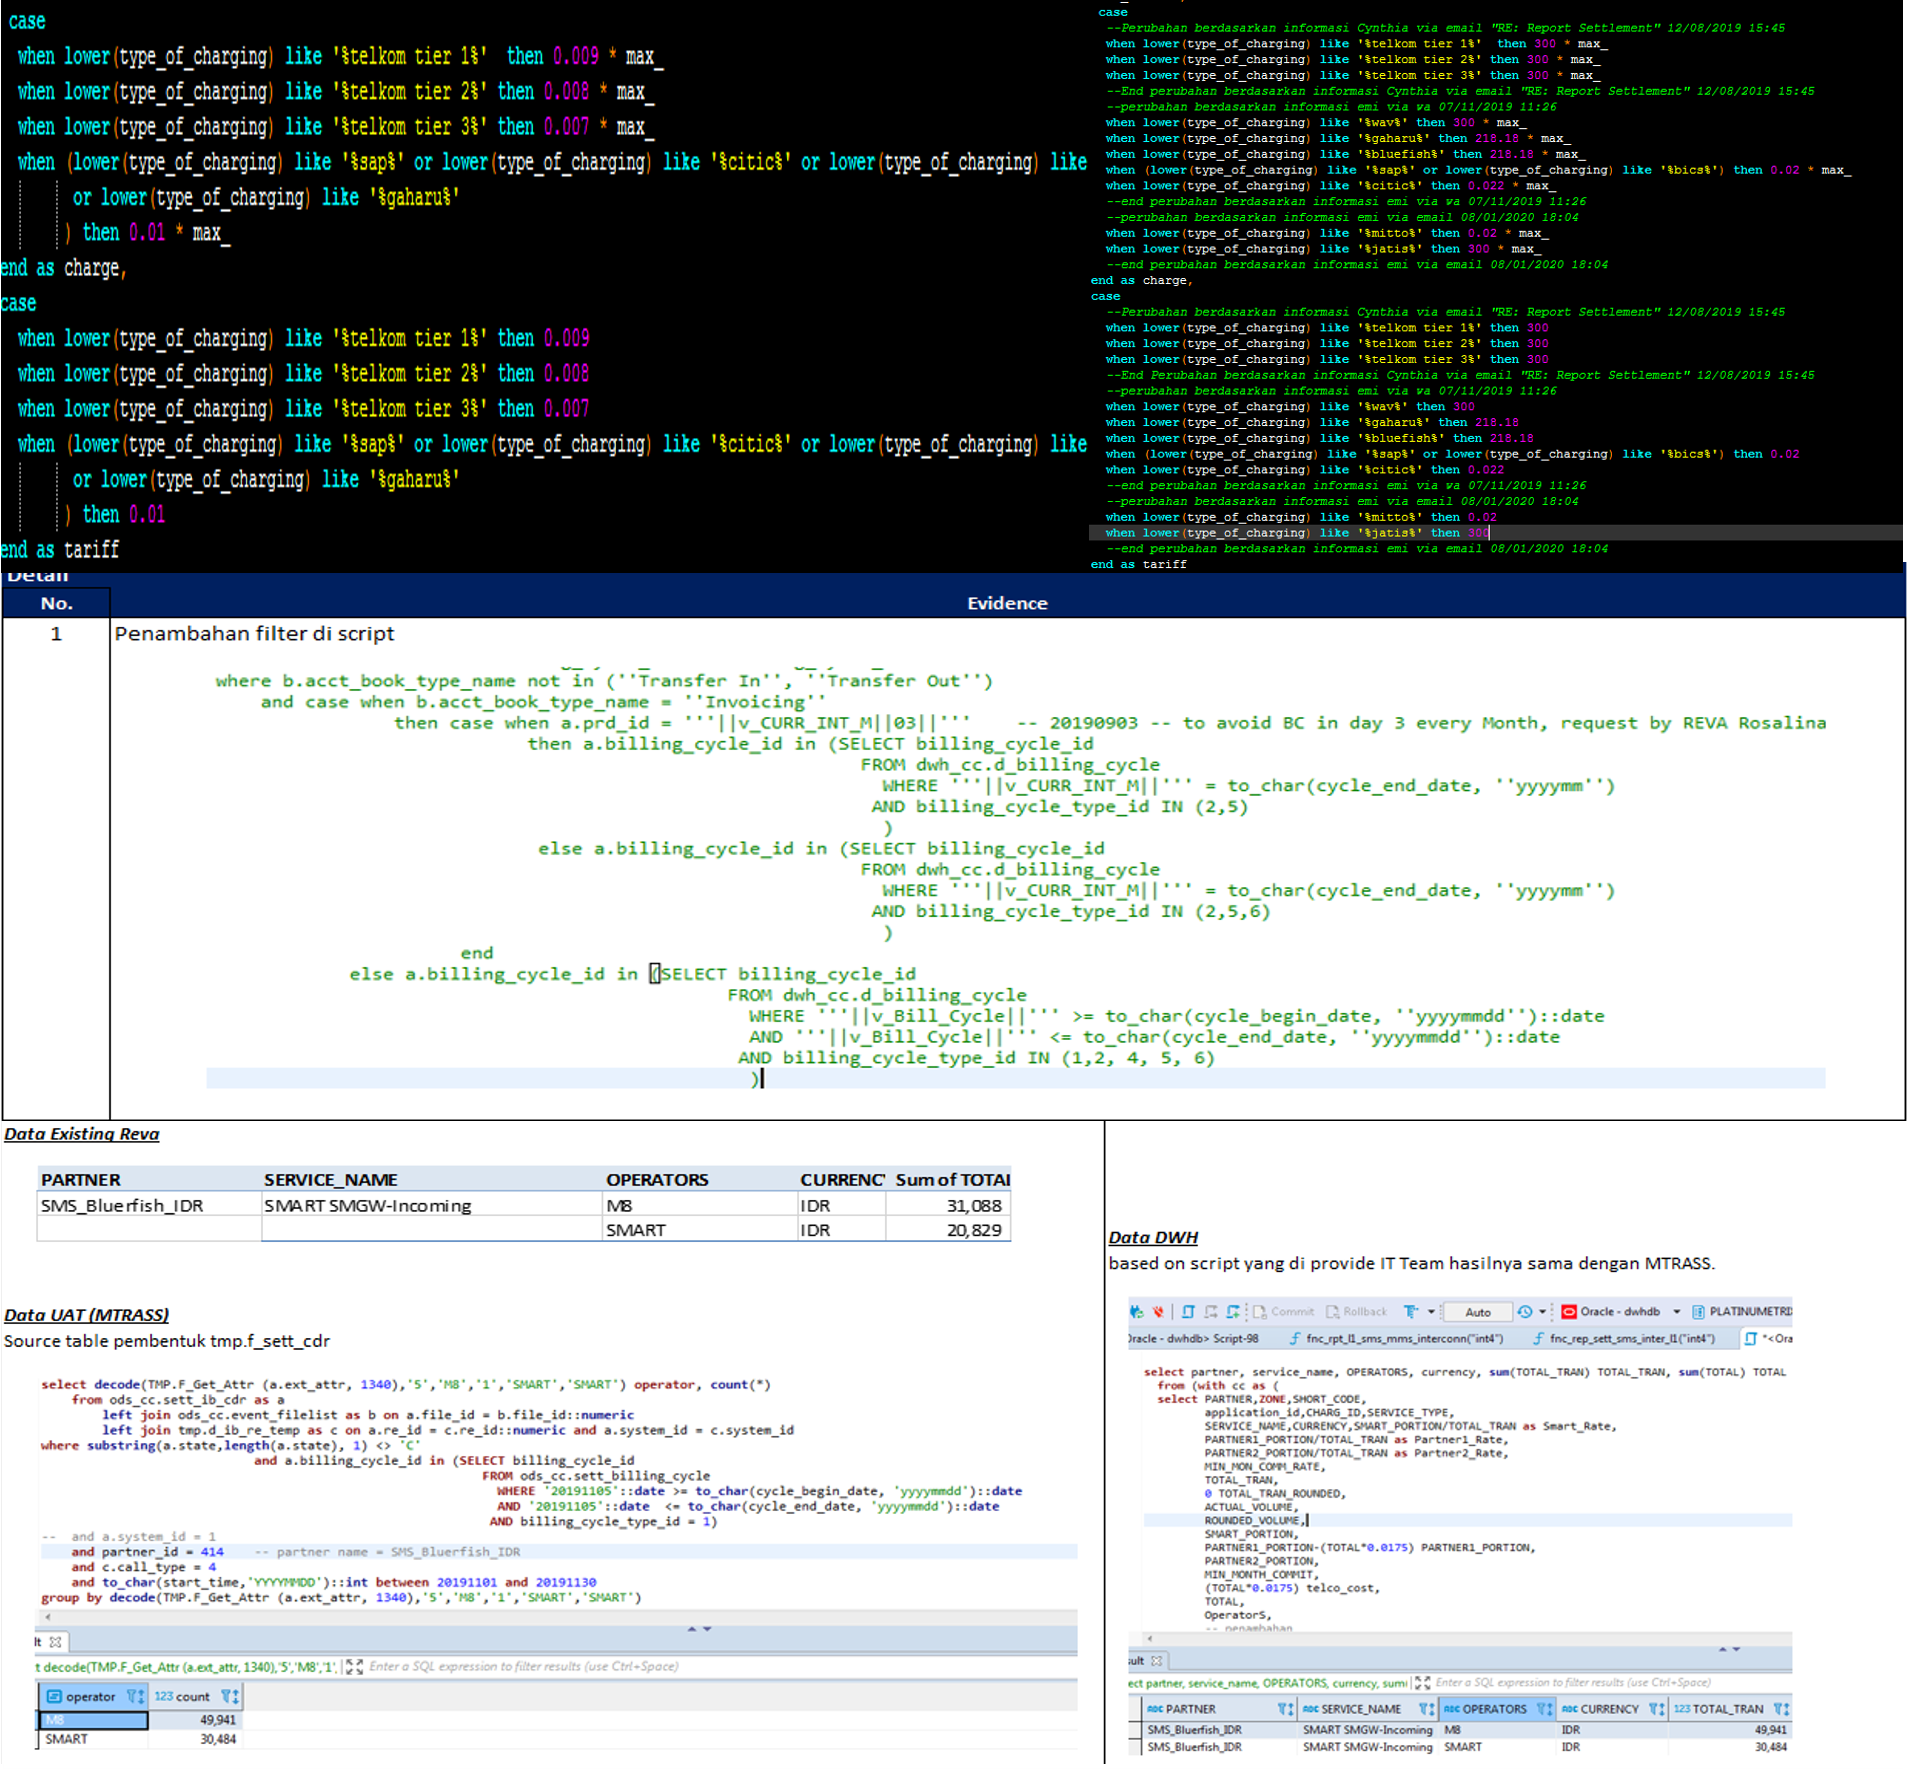 case
when lower(type_of_charging) like '%telkom tier 1%'  then 0.009 * max_
when lower(type_of_charging) like '%telkom tier 2%' then 0.008 * max_
when lower(type_of_charging) like '%telkom tier 3%' then 0.007 * max_
when (lower(type_of_charging) like '%sap%' or lower(type_of_charging) like '%citic%' or lower(type_of_charging) like
or lower(type_of_charging) like '%gaharu%'
) then 0.01 * max_
end as charge,
case
when lower(type_of_charging) like '%telkom tier 1%' then 0.009
when lower(type_of_charging) like '%telkom tier 2%' then 0.008
when lower(type_of_charging) like '%telkom tier 3%' then 0.007
when (lower(type_of_charging) like '%sap%' or lower(type_of_charging) like '%citic%' or lower(type_of_charging) like
or lower(type_of_charging) like '%gaharu%'
) then 0.01
end as tariff
case
--Perubahan berdasarkan informasi Cynthia via email "RE: Report Settlement" 12/08/2019 15:45
when lower(type_of_charging) like '%telkom tier 1%'  then 300 * max_
when lower(type_of_charging) like '%telkom tier 2%' then 300 * max_
when lower(type_of_charging) like '%telkom tier 3%' then 300 * max_
--End perubahan berdasarkan informasi Cynthia via email "RE: Report Settlement" 12/08/2019 15:45
--perubahan berdasarkan informasi emi via wa 07/11/2019 11:26
when lower(type_of_charging) like '%wav%' then 300 * max_
when lower(type_of_charging) like '%gaharu%' then 218.18 * max_
when lower(type_of_charging) like '%bluefish%' then 218.18 * max_
when (lower(type_of_charging) like '%sap%' or lower(type_of_charging) like '%bics%') then 0.02 * max_
when lower(type_of_charging) like '%citic%' then 0.022 * max_
--end perubahan berdasarkan informasi emi via wa 07/11/2019 11:26
--perubahan berdasarkan informasi emi via email 08/01/2020 18:04
when lower(type_of_charging) like '%mitto%' then 0.02 * max_
when lower(type_of_charging) like '%jatis%' then 300 * max_
--end perubahan berdasarkan informasi emi via email 08/01/2020 18:04
end as charge,
case
--Perubahan berdasarkan informasi Cynthia via email "RE: Report Settlement" 12/08/2019 15:45
when lower(type_of_charging) like '%telkom tier 1%' then 300
when lower(type_of_charging) like '%telkom tier 2%' then 300
when lower(type_of_charging) like '%telkom tier 3%' then 300
--End Perubahan berdasarkan informasi Cynthia via email "RE: Report Settlement" 12/08/2019 15:45
--perubahan berdasarkan informasi emi via wa 07/11/2019 11:26
when lower(type_of_charging) like '%wav%' then 300
when lower(type_of_charging) like '%gaharu%' then 218.18
when lower(type_of_charging) like '%bluefish%' then 218.18
when (lower(type_of_charging) like '%sap%' or lower(type_of_charging) like '%bics%') then 0.02
when lower(type_of_charging) like '%citic%' then 0.022
--end perubahan berdasarkan informasi emi via wa 07/11/2019 11:26
--perubahan berdasarkan informasi emi via email 08/01/2020 18:04
when lower(type_of_charging) like '%mitto%' then 0.02
when lower(type_of_charging) like '%jatis%' then 300
--end perubahan berdasarkan informasi emi via email 08/01/2020 18:04
end as tariff
Detail
No. Evidence
1 Penambahan filter di script
where b.acct_book_type_name not in (''Transfer In'', ''Transfer Out'')
and case when b.acct_book_type_name = ''Invoicing''
then case when a.prd_id = '''||v_CURR_INT_M||03||''' -- 20190903 -- to avoid BC in day 3 every Month, request by REVA Rosalina
then a.billing_cycle_id in (SELECT billing_cycle_id
FROM dwh_cc.d_billing_cycle
WHERE '''||v_CURR_INT_M||''' = to_char(cycle_end_date, ''yyyymm'')
AND billing_cycle_type_id IN (2,5)
)
else a.billing_cycle_id in (SELECT billing_cycle_id
FROM dwh_cc.d_billing_cycle
WHERE '''||v_CURR_INT_M||''' = to_char(cycle_end_date, ''yyyymm'')
AND billing_cycle_type_id IN (2,5,6)
)
end
else a.billing_cycle_id in (SELECT billing_cycle_id
FROM dwh_cc.d_billing_cycle
WHERE '''||v_Bill_Cycle||''' >= to_char(cycle_begin_date, ''yyyymmdd'')::date
AND '''||v_Bill_Cycle||''' <= to_char(cycle_end_date, ''yyyymmdd'')::date
AND billing_cycle_type_id IN (1,2, 4, 5, 6)
)
Data Existing Reva
PARTNER SERVICE_NAME OPERATORS CURRENC Sum of TOTAL
SMS_Bluerfish_IDR SMART SMGW-Incoming M8 IDR 31,088
SMART IDR 20,829
Data UAT (MTRASS)
Source table pembentuk tmp.f_sett_cdr
select decode(TMP.F_Get_Attr (a.ext_attr, 1340),'5','M8','1','SMART','SMART') operator, count(*)
from ods_cc.sett_ib_cdr as a
left join ods_cc.event_filelist as b on a.file_id = b.file_id::numeric
left join tmp.d_ib_re_temp as c on a.re_id = c.re_id::numeric and a.system_id = c.system_id
where substring(a.state,length(a.state), 1) <> 'C'
and a.billing_cycle_id in (SELECT billing_cycle_id
FROM ods_cc.sett_billing_cycle
WHERE '20191105'::date >= to_char(cycle_begin_date, 'yyyymmdd')::date
AND '20191105'::date  <= to_char(cycle_end_date, 'yyyymmdd')::date
AND billing_cycle_type_id = 1)
--  and a.system_id = 1
and partner_id = 414    -- partner name = SMS_Bluerfish_IDR
and c.call_type = 4
and to_char(start_time,'YYYYMMDD')::int between 20191101 and 20191130
group by decode(TMP.F_Get_Attr (a.ext_attr, 1340),'5','M8','1','SMART','SMART')
lt
t decode(TMP.F_Get_Attr (a.ext_attr, 1340),'5','M8','1', Enter a SQL expression to filter results (use Ctrl+Space)
operator 123 count
M8 49,941
SMART 30,484
Data DWH
based on script yang di provide IT Team hasilnya sama dengan MTRASS.
Commit Rollback Auto Oracle - dwhdb PLATINUMETRI
Oracle - dwhdb> Script-98 fnc_rpt_l1_sms_mms_interconn("int4") fnc_rep_sett_sms_inter_l1("int4") *<Ora
select partner, service_name, OPERATORS, currency, sum(TOTAL_TRAN) TOTAL_TRAN, sum(TOTAL) TOTAL
from (with cc as (
select PARTNER,ZONE,SHORT_CODE,
application_id,CHARG_ID,SERVICE_TYPE,
SERVICE_NAME,CURRENCY,SMART_PORTION/TOTAL_TRAN as Smart_Rate,
PARTNER1_PORTION/TOTAL_TRAN as Partner1_Rate,
PARTNER2_PORTION/TOTAL_TRAN as Partner2_Rate,
MIN_MON_COMM_RATE,
TOTAL_TRAN,
0 TOTAL_TRAN_ROUNDED,
ACTUAL_VOLUME,
ROUNDED_VOLUME,
SMART_PORTION,
PARTNER1_PORTION-(TOTAL*0.0175) PARTNER1_PORTION,
PARTNER2_PORTION,
MIN_MONTH_COMMIT,
(TOTAL*0.0175) telco_cost,
TOTAL,
OperatorS,
-- penambahan
sult
ect partner, service_name, OPERATORS, currency, sum( Enter a SQL expression to filter results (use Ctrl+Space)
ABC PARTNER ABC SERVICE_NAME ABC OPERATORS ABC CURRENCY 123 TOTAL_TRAN
SMS_Bluerfish_IDR SMART SMGW-Incoming M8 IDR 49,941
SMS_Bluerfish_IDR SMART SMGW-Incoming SMART IDR 30,484